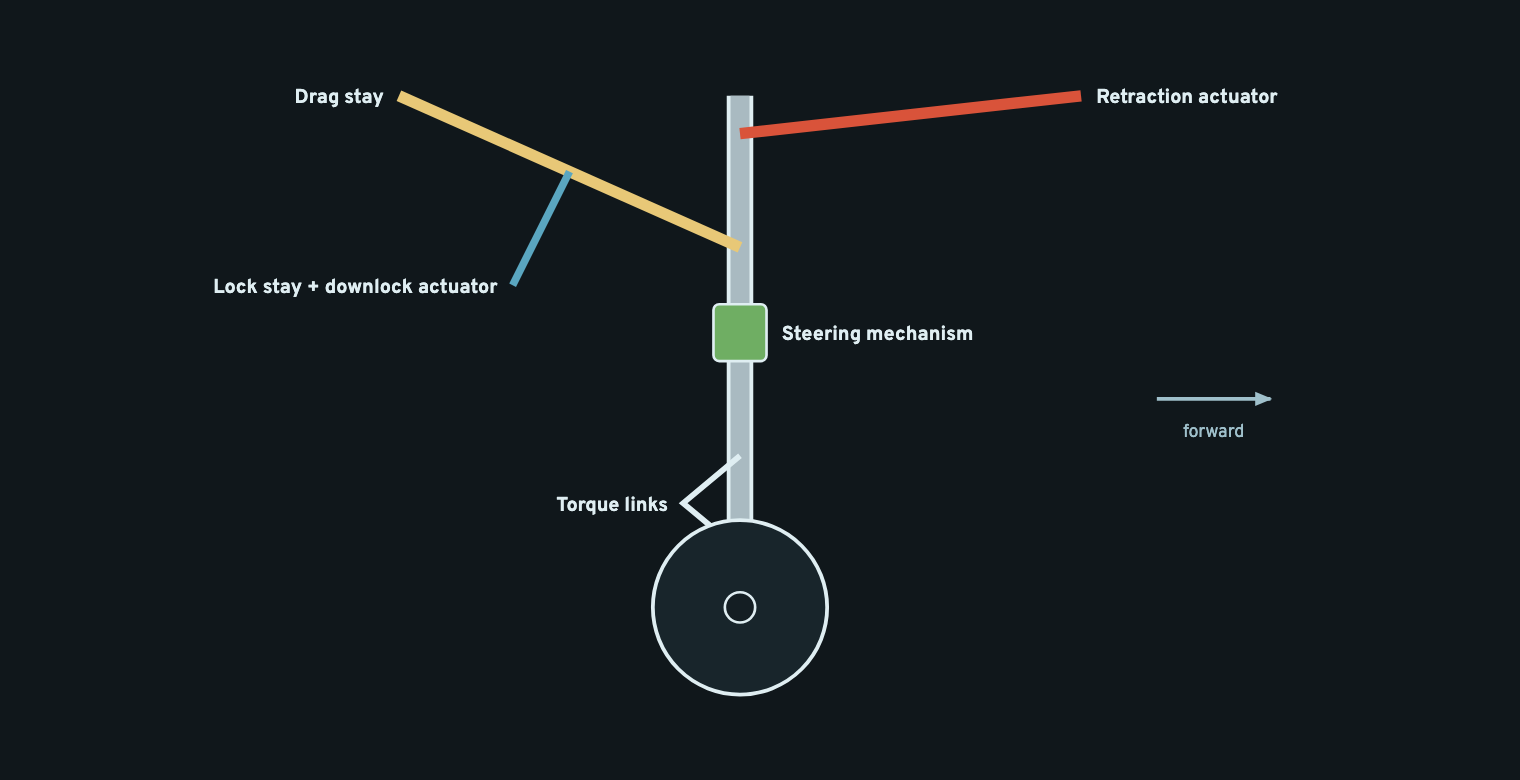 Drag stay
Retraction actuator
Lock stay + downlock actuator
Steering mechanism
forward
Torque links